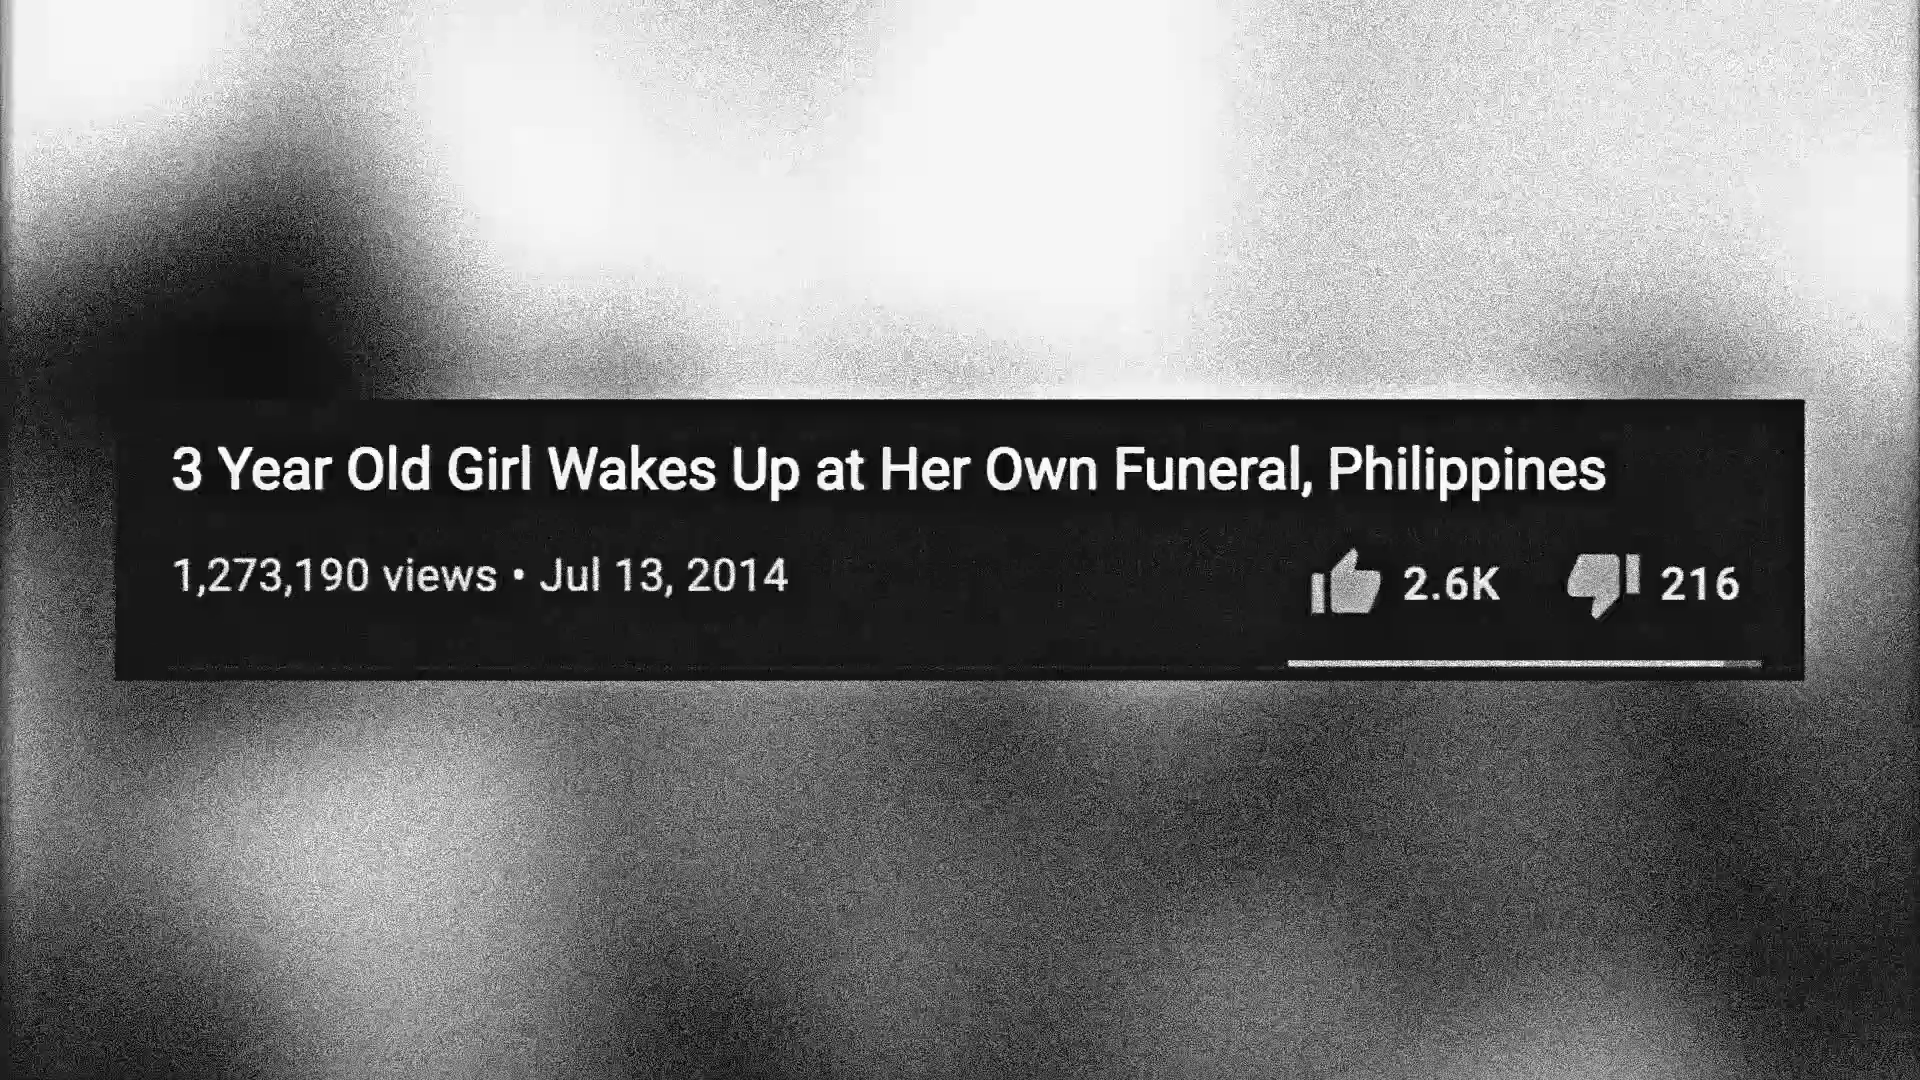 3 Year Old Girl Wakes Up at Her Own Funeral, Philippines
1,273,190 views • Jul 13, 2014
2.6K 216